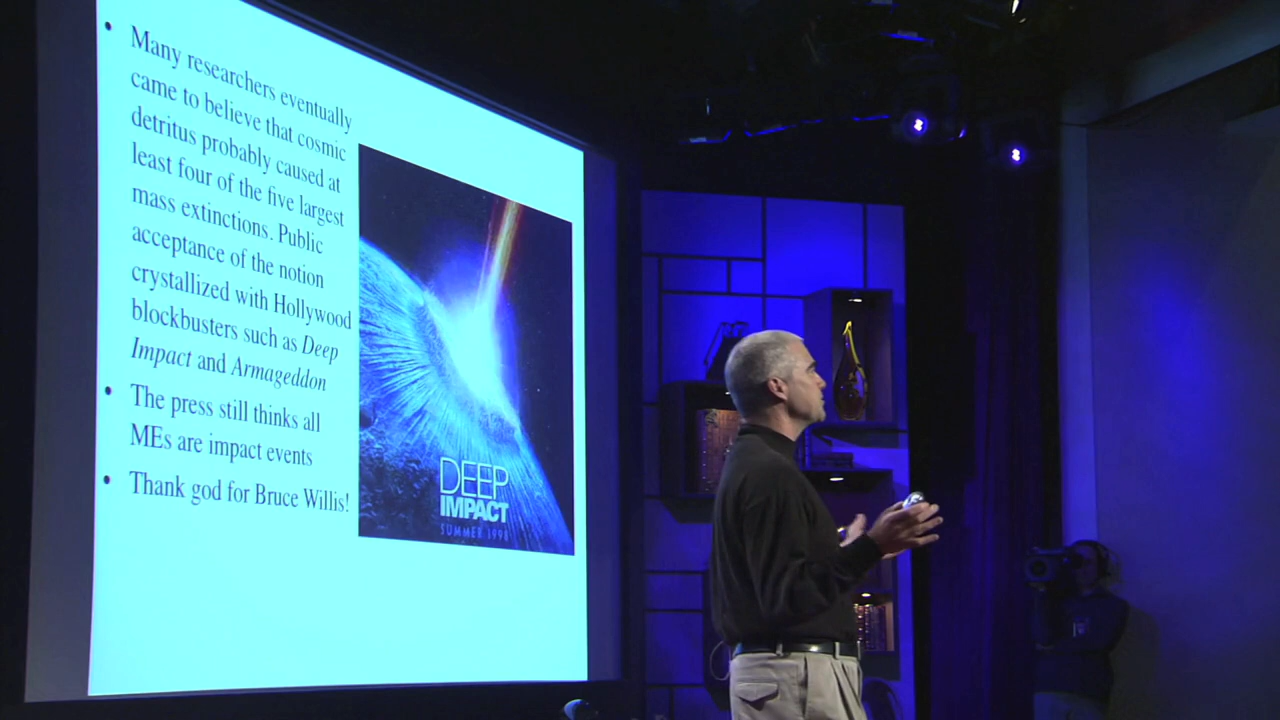 • Many researchers eventually
came to believe that cosmic
detritus probably caused at
least four of the five largest
mass extinctions. Public
acceptance of the notion
crystallized with Hollywood
blockbusters such as Deep
Impact and Armageddon
• The press still thinks all
MEs are impact events
• Thank god for Bruce Willis!
DEEP
IMPACT
SUMMER 1998